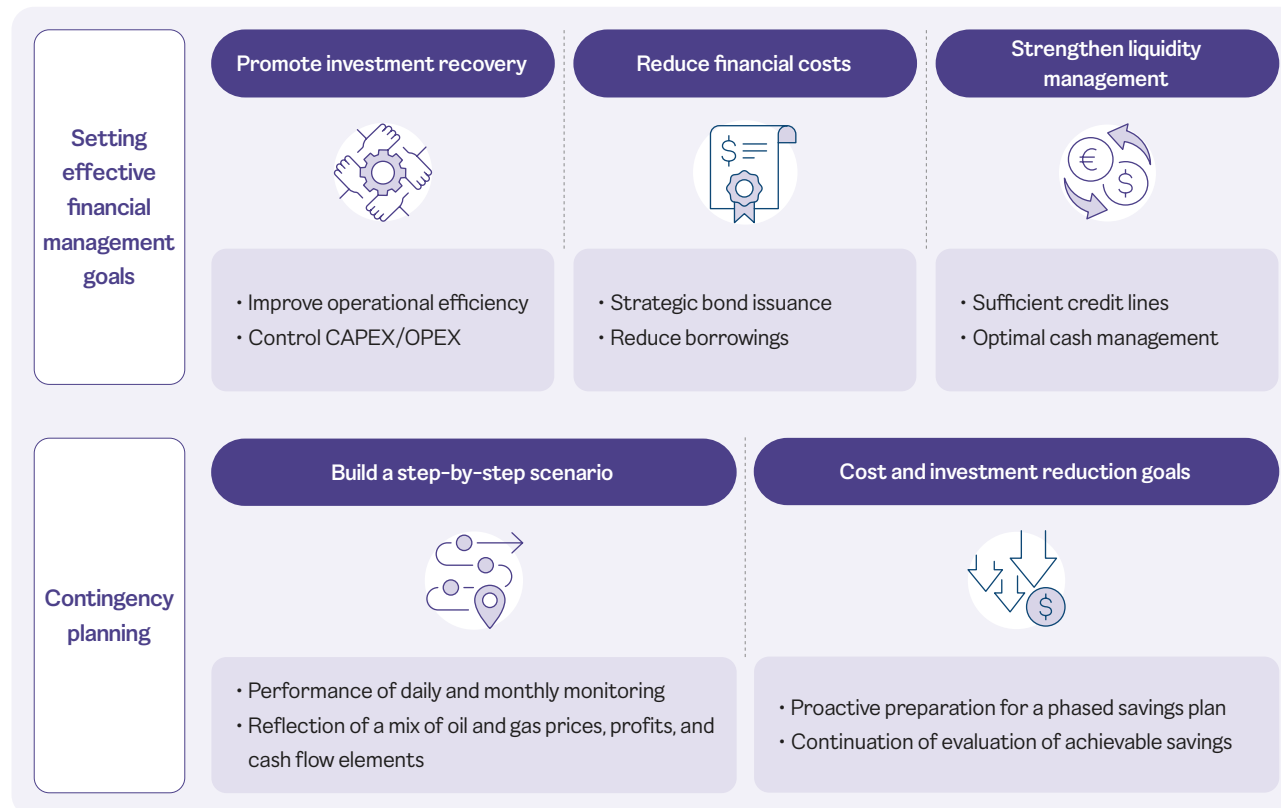 Setting
effective
financial
management
goals
Promote investment recovery
• Improve operational efficiency
• Control CAPEX/OPEX
Reduce financial costs
$
• Strategic bond issuance
• Reduce borrowings
Strengthen liquidity
management
€
$
• Sufficient credit lines
• Optimal cash management
Contingency
planning
Build a step-by-step scenario
• Performance of daily and monthly monitoring
• Reflection of a mix of oil and gas prices, profits, and
cash flow elements
Cost and investment reduction goals
$
• Proactive preparation for a phased savings plan
• Continuation of evaluation of achievable savings